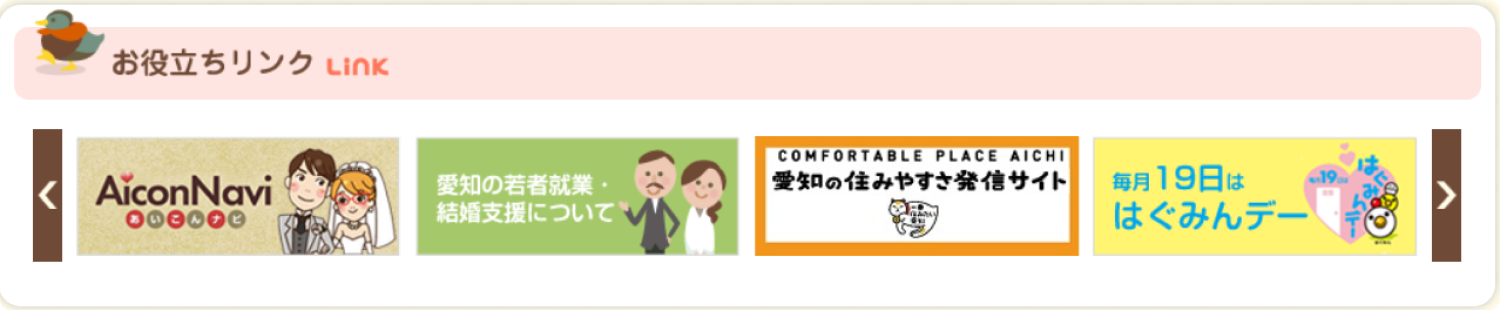 お役立ちリンク LINK
AiconNavi
あいこんナビ
愛知の若者就業・
結婚支援について
COMFORTABLE PLACE AICHI
愛知の住みやすさ発信サイト
毎月19日は
はぐみんデー
毎月19日は
はぐみんデー